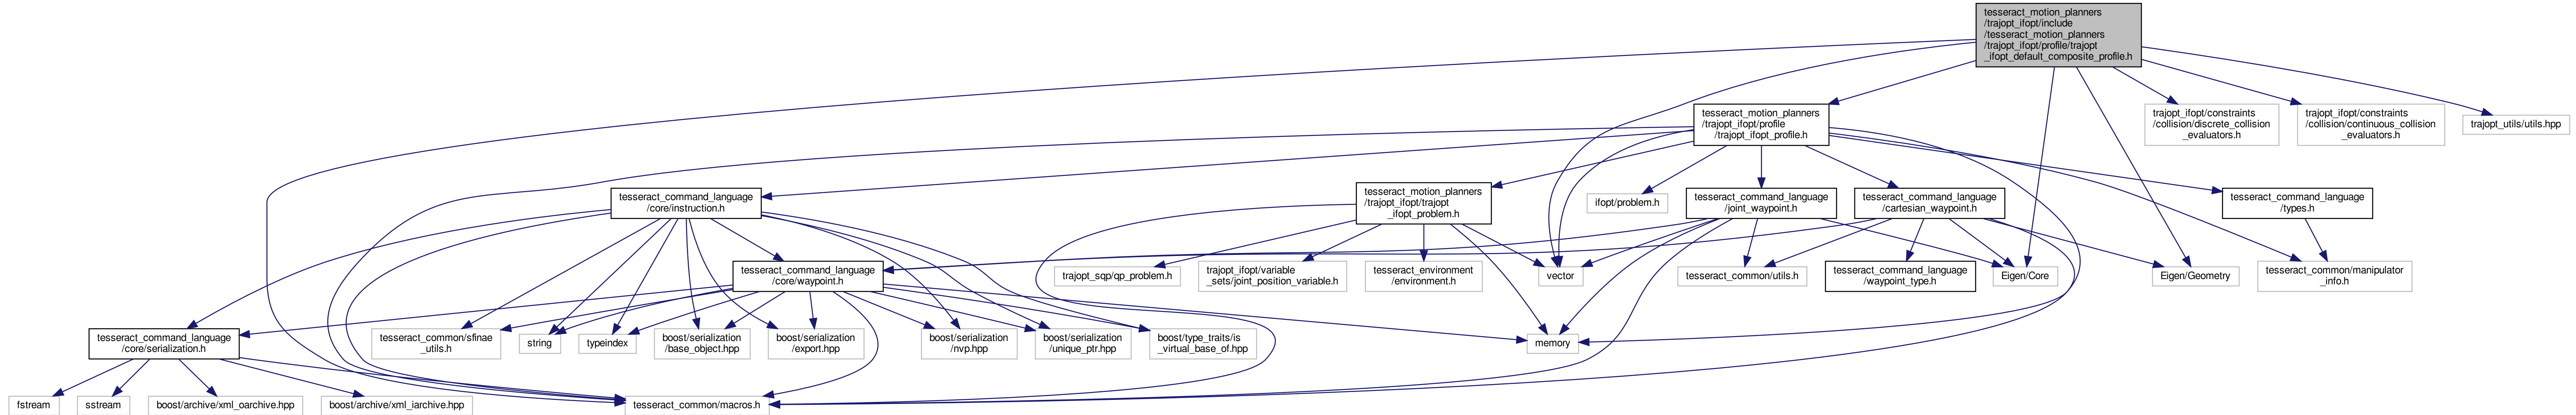 tesseract_motion_planners
/trajopt_ifopt/include
/tesseract_motion_planners
/trajopt_ifopt/profile/trajopt
_ifopt_default_composite_profile.h
tesseract_motion_planners
/trajopt_ifopt/profile
/trajopt_ifopt_profile.h
trajopt_ifopt/constraints
/collision/discrete_collision
_evaluators.h
trajopt_ifopt/constraints
/collision/continuous_collision
_evaluators.h
trajopt_utils/utils.hpp
tesseract_command_language
/core/instruction.h
tesseract_motion_planners
/trajopt_ifopt/trajopt
_ifopt_problem.h
ifopt/problem.h
tesseract_command_language
/joint_waypoint.h
tesseract_command_language
/cartesian_waypoint.h
tesseract_command_language
/types.h
tesseract_command_language
/core/waypoint.h
trajopt_sqp/qp_problem.h
trajopt_ifopt/variable
_sets/joint_position_variable.h
tesseract_environment
/environment.h
vector
tesseract_common/utils.h
tesseract_command_language
/waypoint_type.h
Eigen/Core
Eigen/Geometry
tesseract_common/manipulator
_info.h
tesseract_command_language
/core/serialization.h
tesseract_common/sfinae
_utils.h
string
typeindex
boost/serialization
/base_object.hpp
boost/serialization
/export.hpp
boost/serialization
/nvp.hpp
boost/serialization
/unique_ptr.hpp
boost/type_traits/is
_virtual_base_of.hpp
memory
fstream
sstream
boost/archive/xml_oarchive.hpp
boost/archive/xml_iarchive.hpp
tesseract_common/macros.h